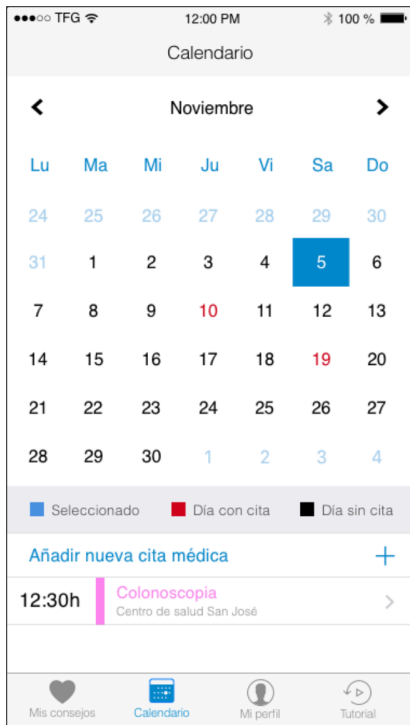 TFG 12:00 PM 100 %
Calendario
Noviembre
Lu Ma Mi Ju Vi Sa Do
24 25 26 27 28 29 30
31 1 2 3 4 5 6
7 8 9 10 11 12 13
14 15 16 17 18 19 20
21 22 23 24 25 26 27
28 29 30 1 2 3 4
Seleccionado Día con cita Día sin cita
Añadir nueva cita médica
12:30h Colonoscopia
Centro de salud San José
Mis consejos Calendario Mi perfil Tutorial